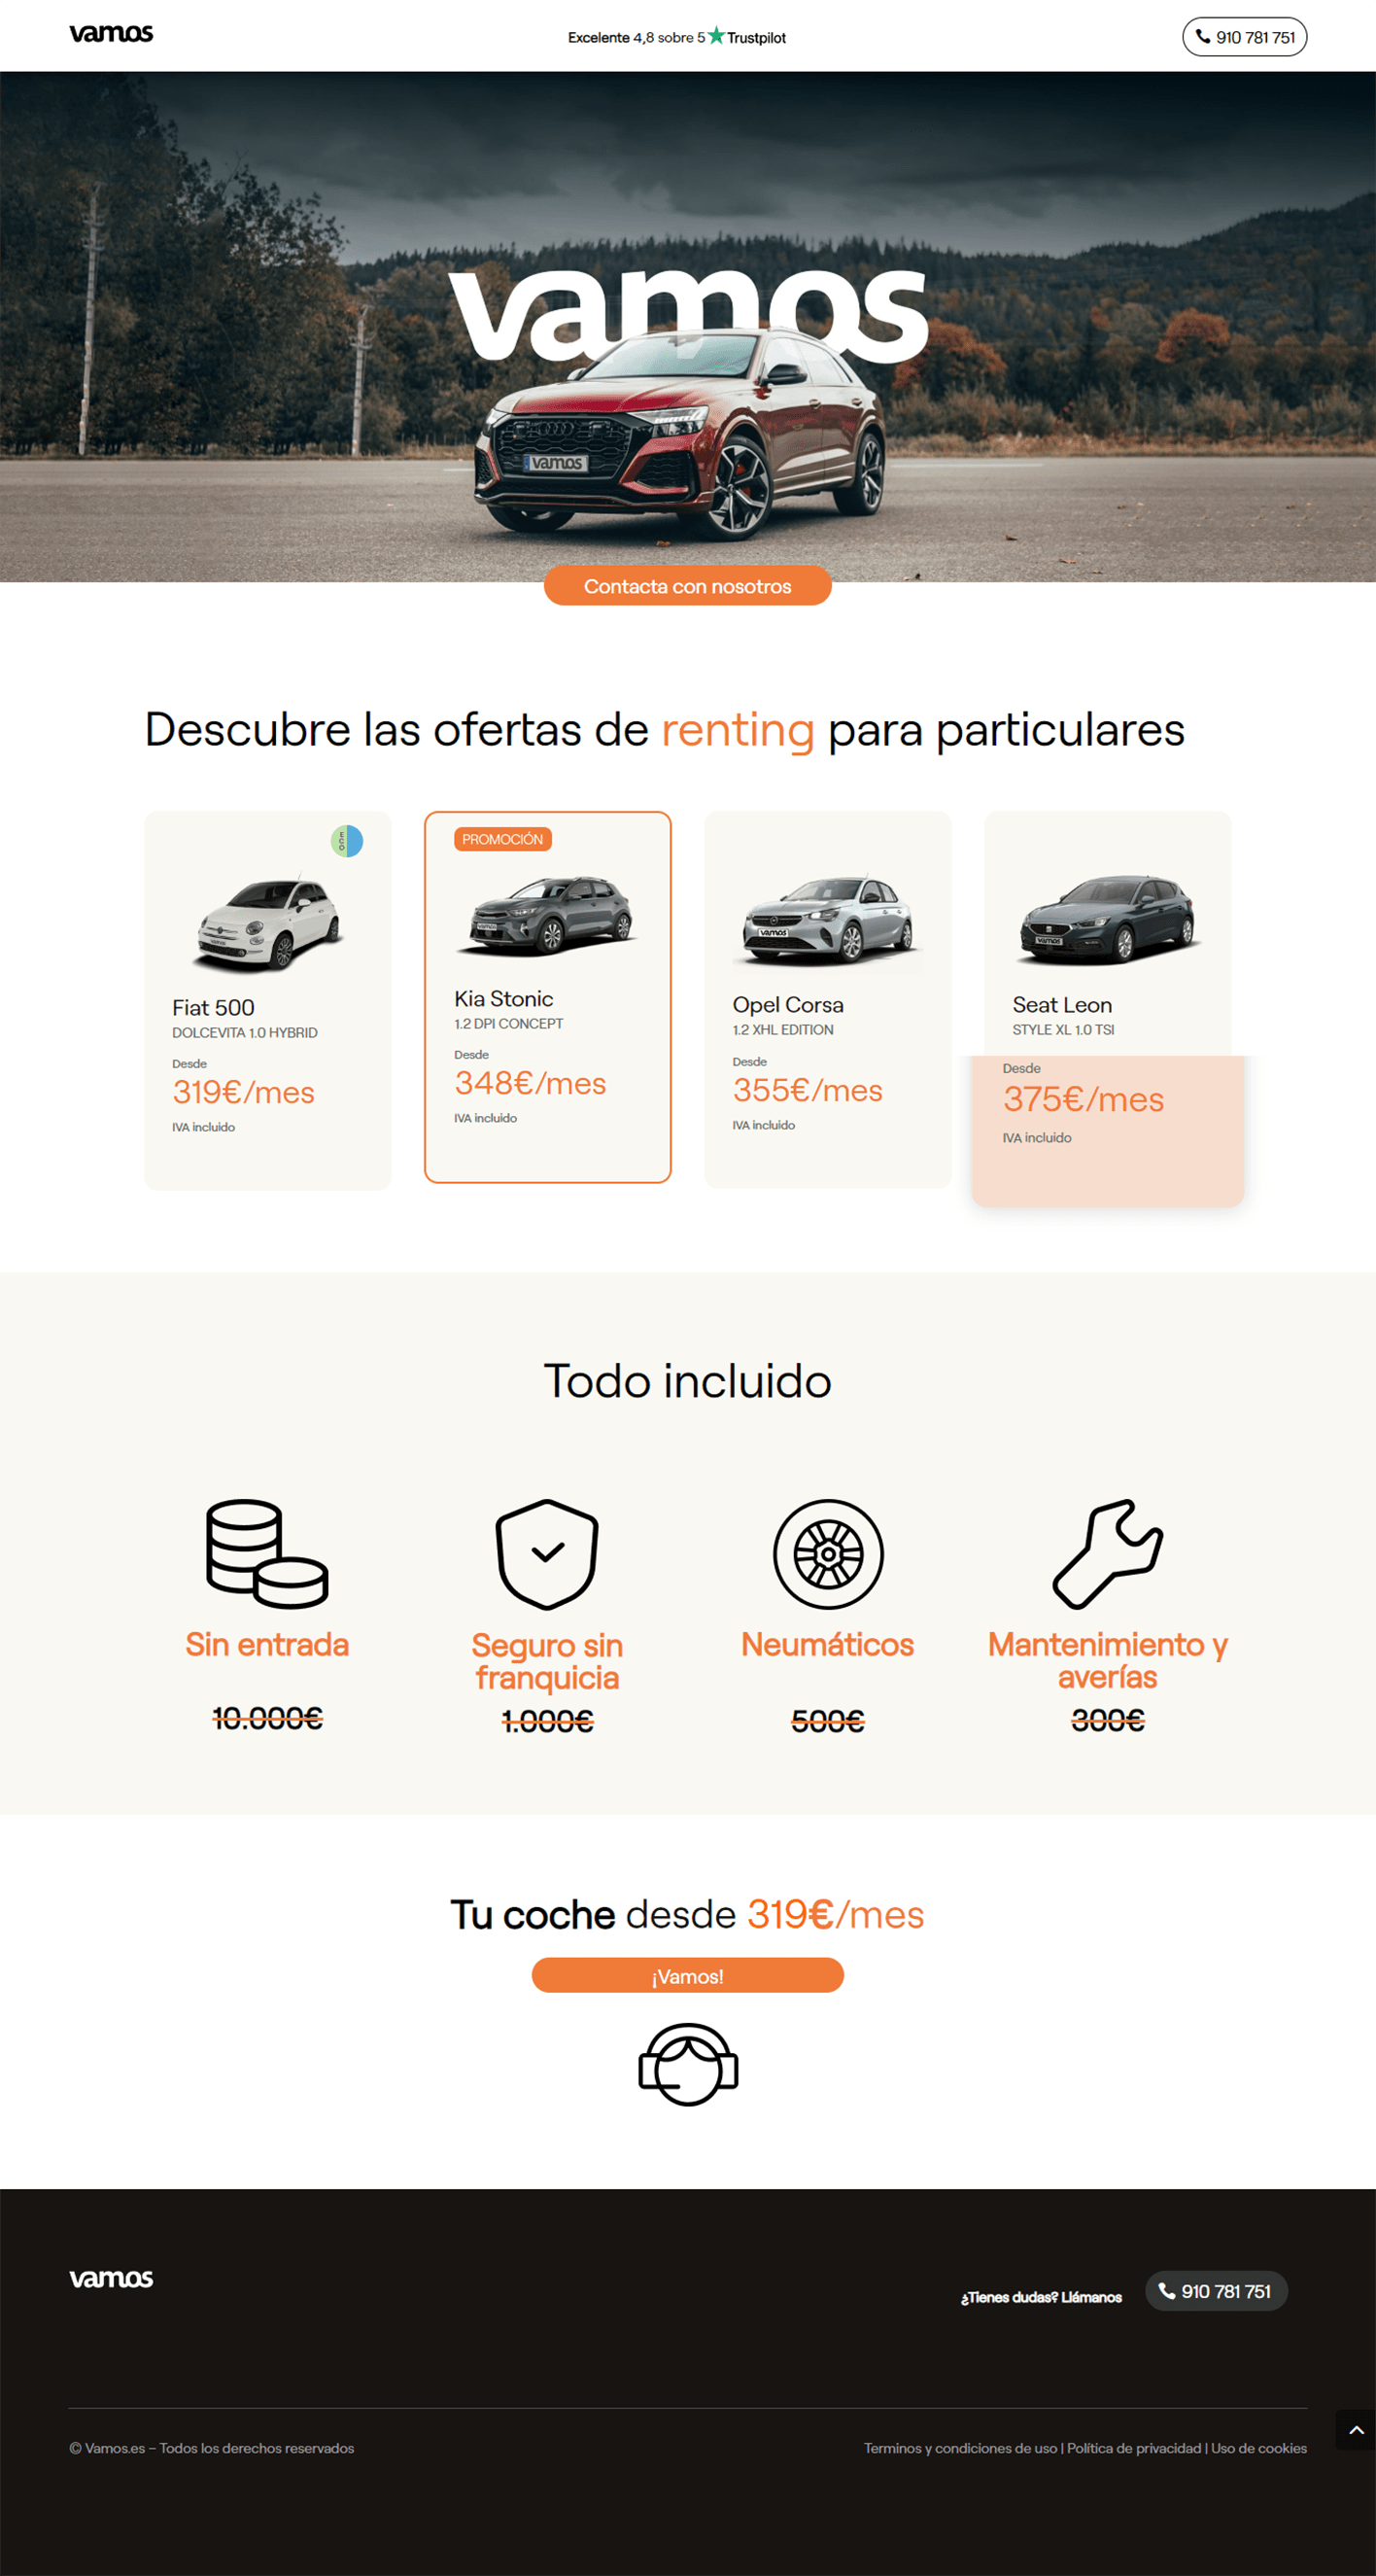 vamos
Excelente 4,8 sobre 5 Trustpilot
910 781 751
vamos
vamos
Contacta con nosotros
Descubre las ofertas de renting para particulares
ECO
Fiat 500
DOLCEVITA 1.0 HYBRID
Desde
319€/mes
IVA incluido
PROMOCIÓN
vamos
Kia Stonic
1.2 DPI CONCEPT
Desde
348€/mes
IVA incluido
vamos
Opel Corsa
1.2 XHL EDITION
Desde
355€/mes
IVA incluido
vamos
Seat Leon
STYLE XL 1.0 TSI
Desde
375€/mes
IVA incluido
Todo incluido
Sin entrada
10.000€
Seguro sin
franquicia
1.000€
Neumáticos
500€
Mantenimiento y
averías
300€
Tu coche desde 319€/mes
¡Vamos!
vamos
¿Tienes dudas? Llámanos
910 781 751
© Vamos.es – Todos los derechos reservados
Terminos y condiciones de uso | Política de privacidad | Uso de cookies